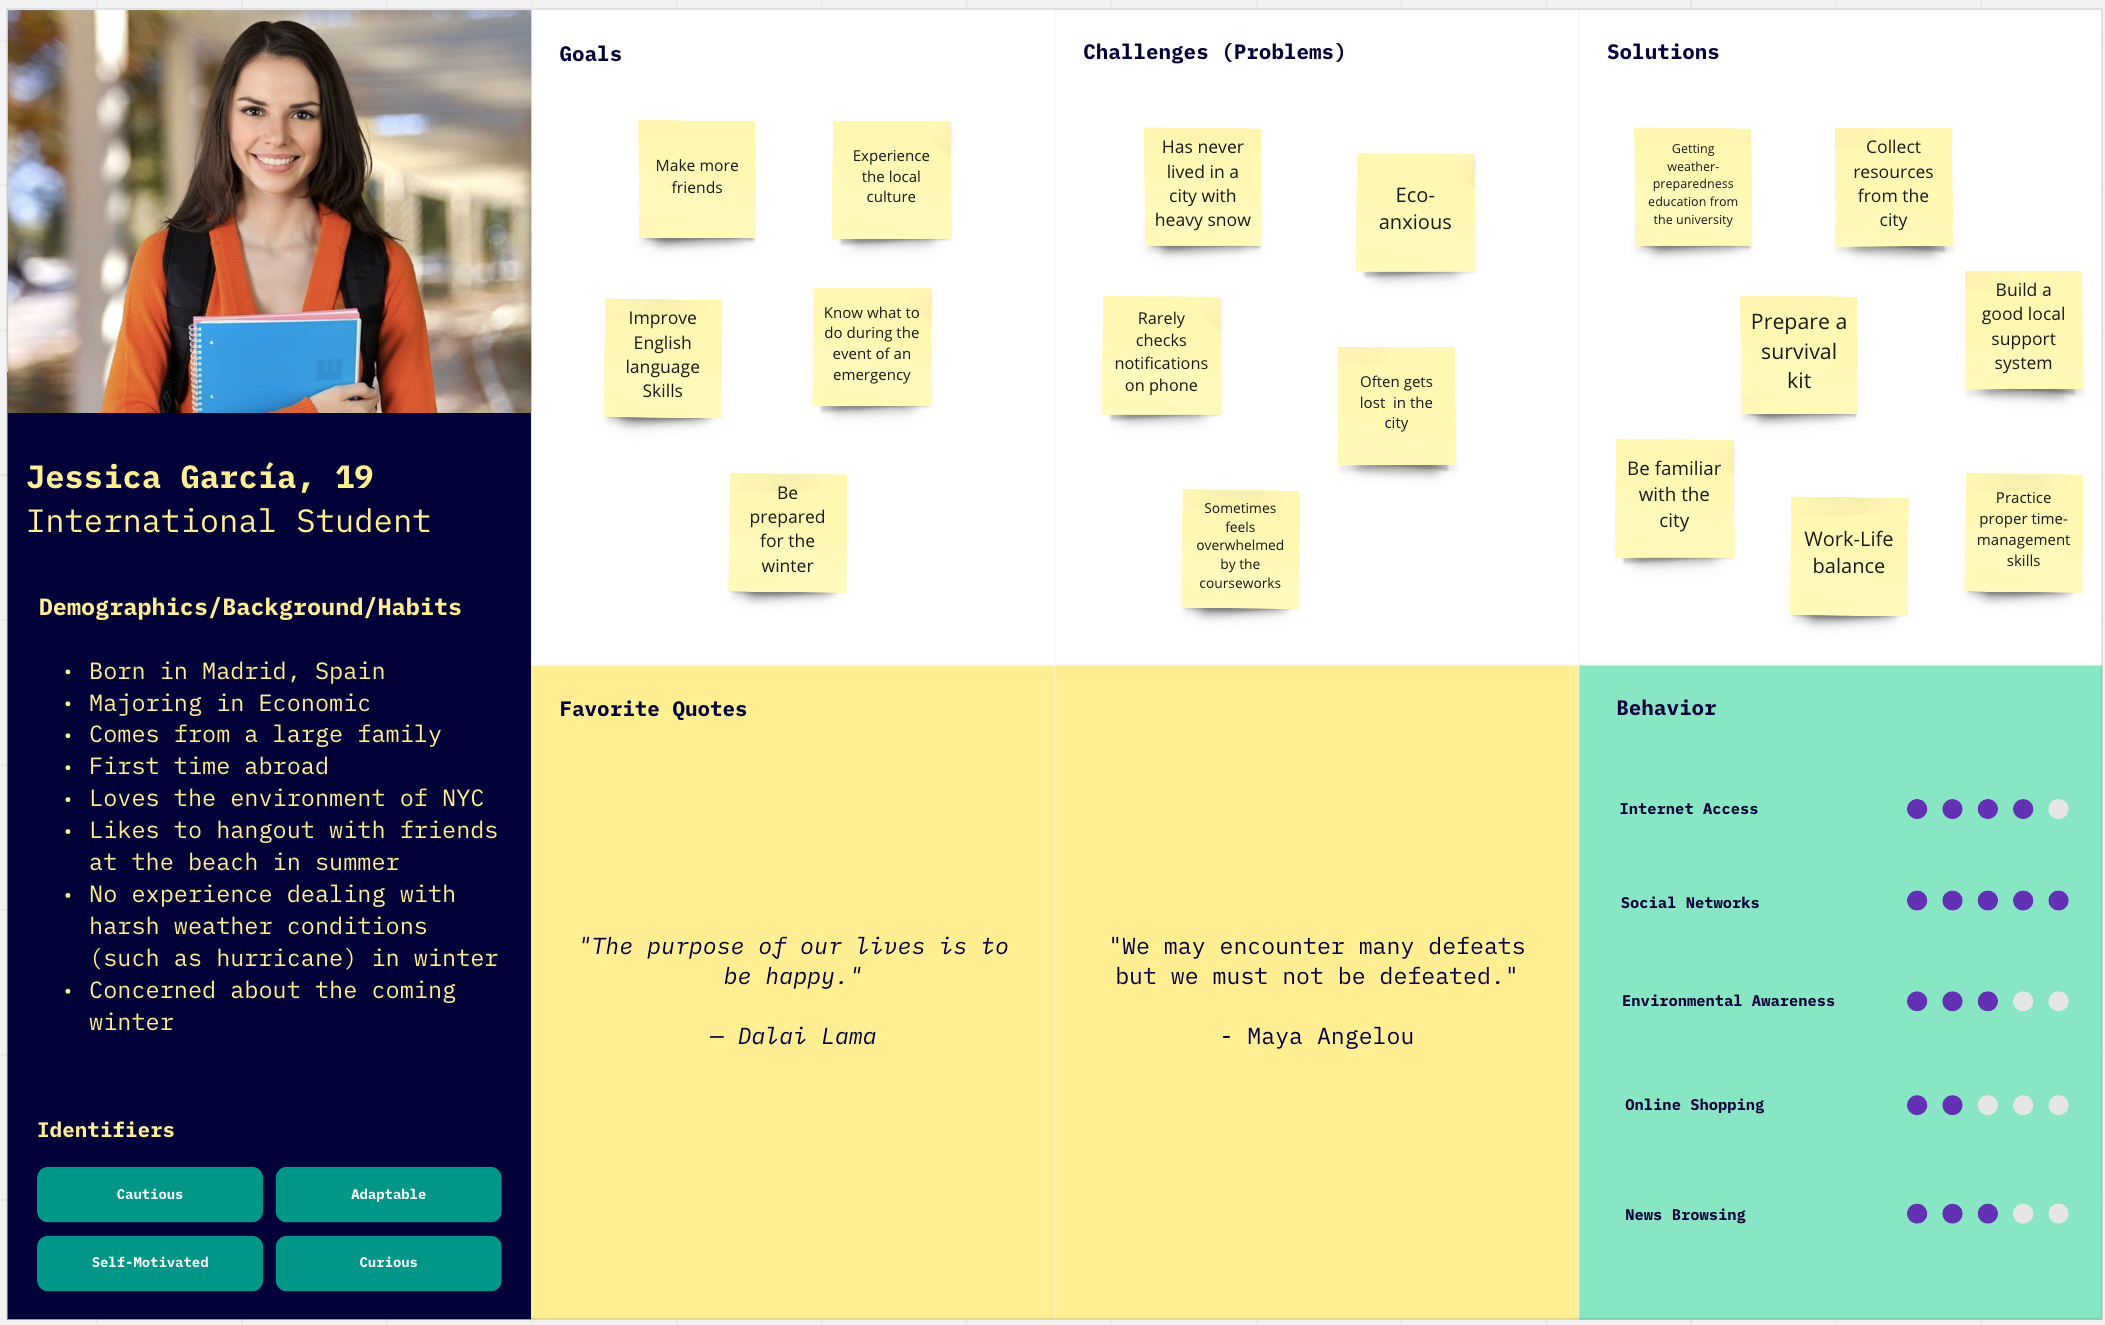 Jessica García, 19
International Student
Demographics/Background/Habits
• Born in Madrid, Spain
• Majoring in Economic
• Comes from a large family
• First time abroad
• Loves the environment of NYC
• Likes to hangout with friends
at the beach in summer
• No experience dealing with
harsh weather conditions
(such as hurricane) in winter
• Concerned about the coming
winter
Identifiers
Cautious
Adaptable
Self-Motivated
Curious
Goals
Make more
friends
Experience
the local
culture
Improve
English
language
Skills
Know what to
do during the
event of an
emergency
Be
prepared
for the
winter
Challenges (Problems)
Has never
lived in a
city with
heavy snow
Eco-
anxious
Rarely
checks
notifications
on phone
Often gets
lost in the
city
Sometimes
feels
overwhelmed
by the
courseworks
Solutions
Getting
weather-
preparedness
education from
the university
Collect
resources
from the
city
Prepare a
survival
kit
Build a
good local
support
system
Be familiar
with the
city
Work-Life
balance
Practice
proper time-
management
skills
Favorite Quotes
"The purpose of our lives is to
be happy."
— Dalai Lama
"We may encounter many defeats
but we must not be defeated."
- Maya Angelou
Behavior
Internet Access
Social Networks
Environmental Awareness
Online Shopping
News Browsing